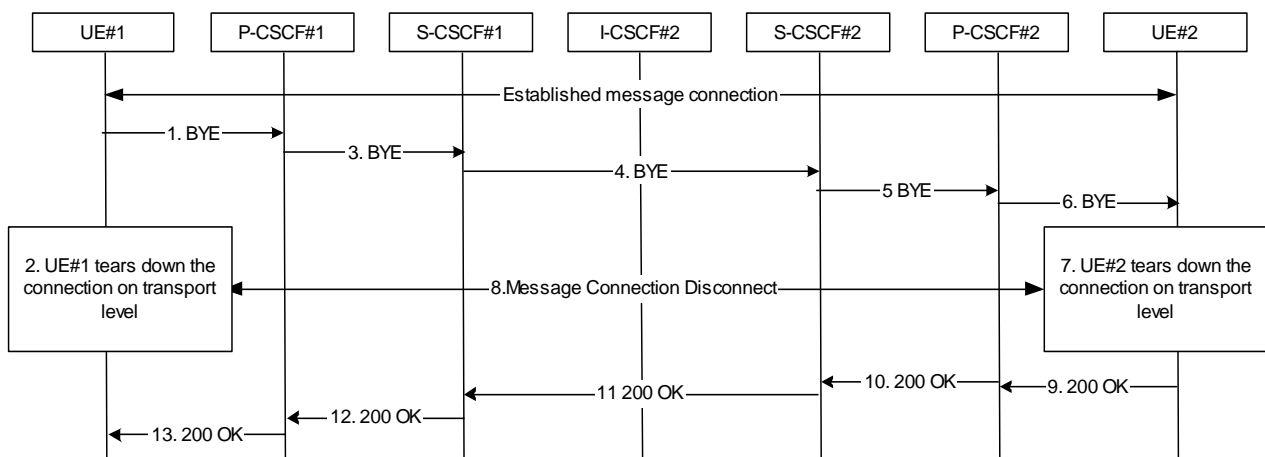 UE#1
P-CSCF#1
S-CSCF#1
I-CSCF#2
S-CSCF#2
P-CSCF#2
UE#2
Established message connection
1. BYE
3. BYE
4. BYE
5 BYE
6. BYE
2. UE#1 tears down the
connection on transport
level
8.Message Connection Disconnect
7. UE#2 tears down the
connection on transport
level
9. 200 OK
10. 200 OK
11 200 OK
12. 200 OK
13. 200 OK